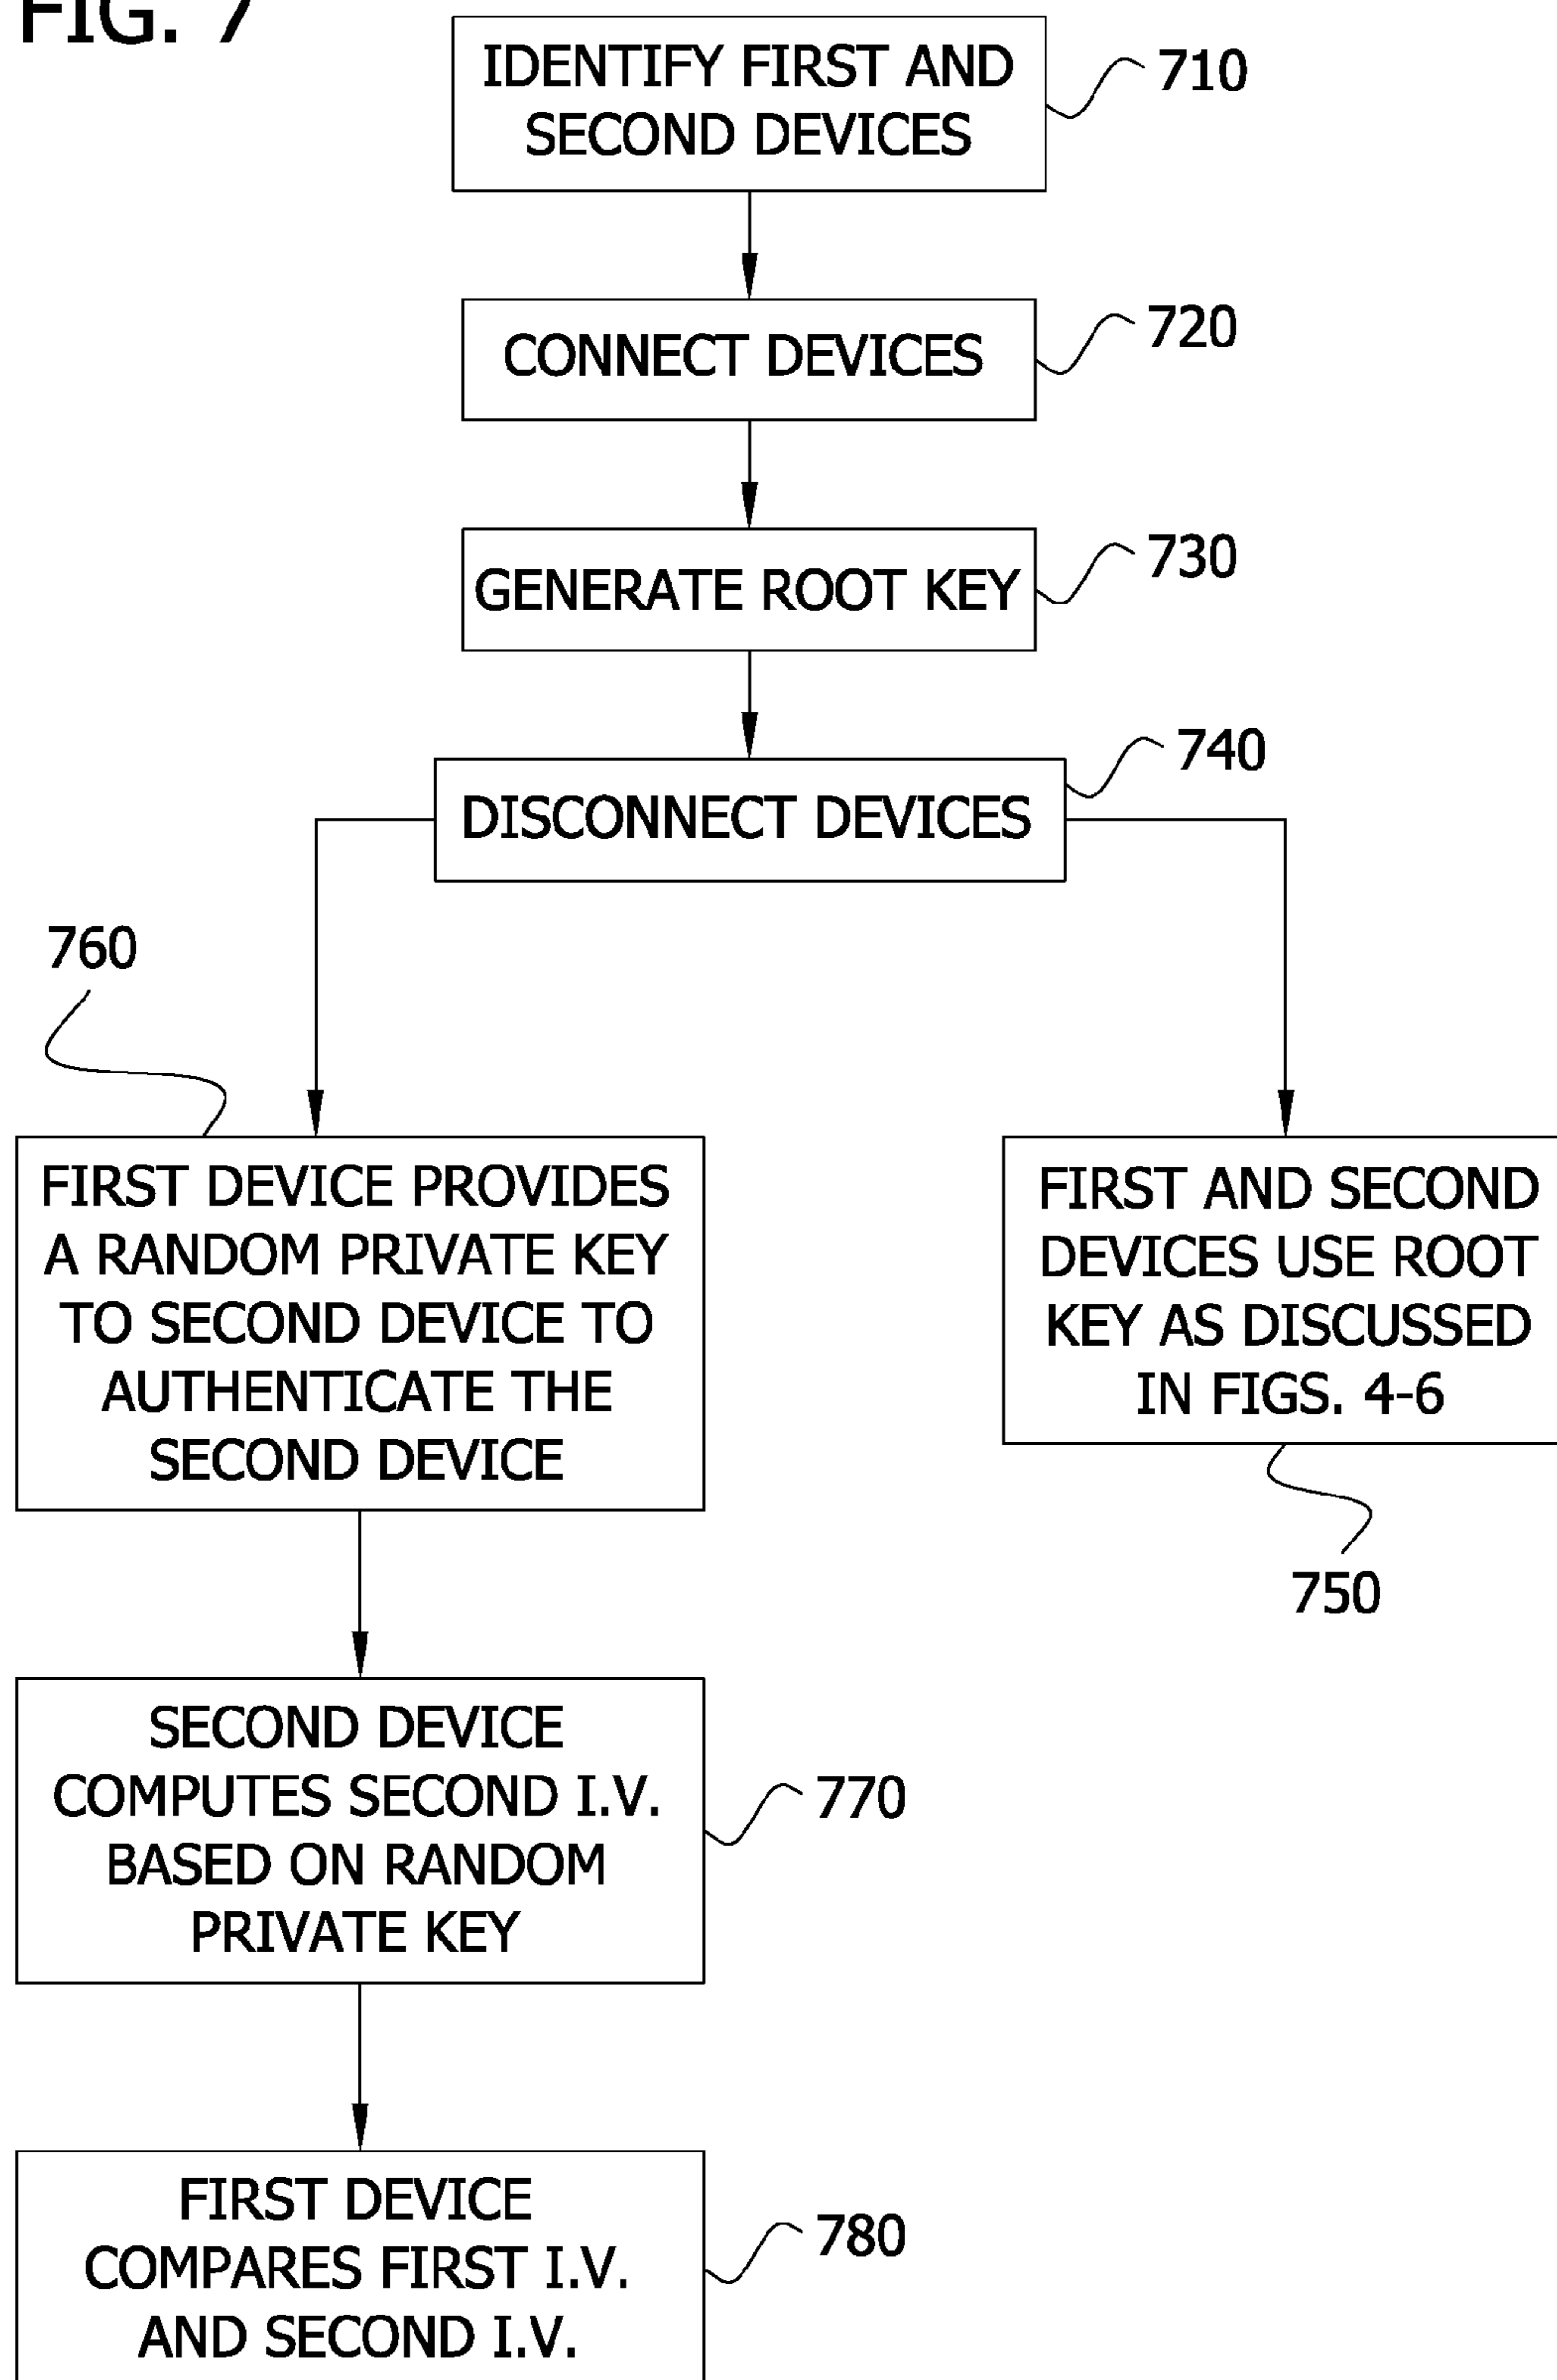 FIG. 7
IDENTIFY FIRST AND
SECOND DEVICES
710
CONNECT DEVICES
720
GENERATE ROOT KEY
730
DISCONNECT DEVICES
740
760
FIRST DEVICE PROVIDES
A RANDOM PRIVATE KEY
TO SECOND DEVICE TO
AUTHENTICATE THE
SECOND DEVICE
FIRST AND SECOND
DEVICES USE ROOT
KEY AS DISCUSSED
IN FIGS. 4-6
750
SECOND DEVICE
COMPUTES SECOND I.V.
BASED ON RANDOM
PRIVATE KEY
770
FIRST DEVICE
COMPARES FIRST I.V.
AND SECOND I.V.
780